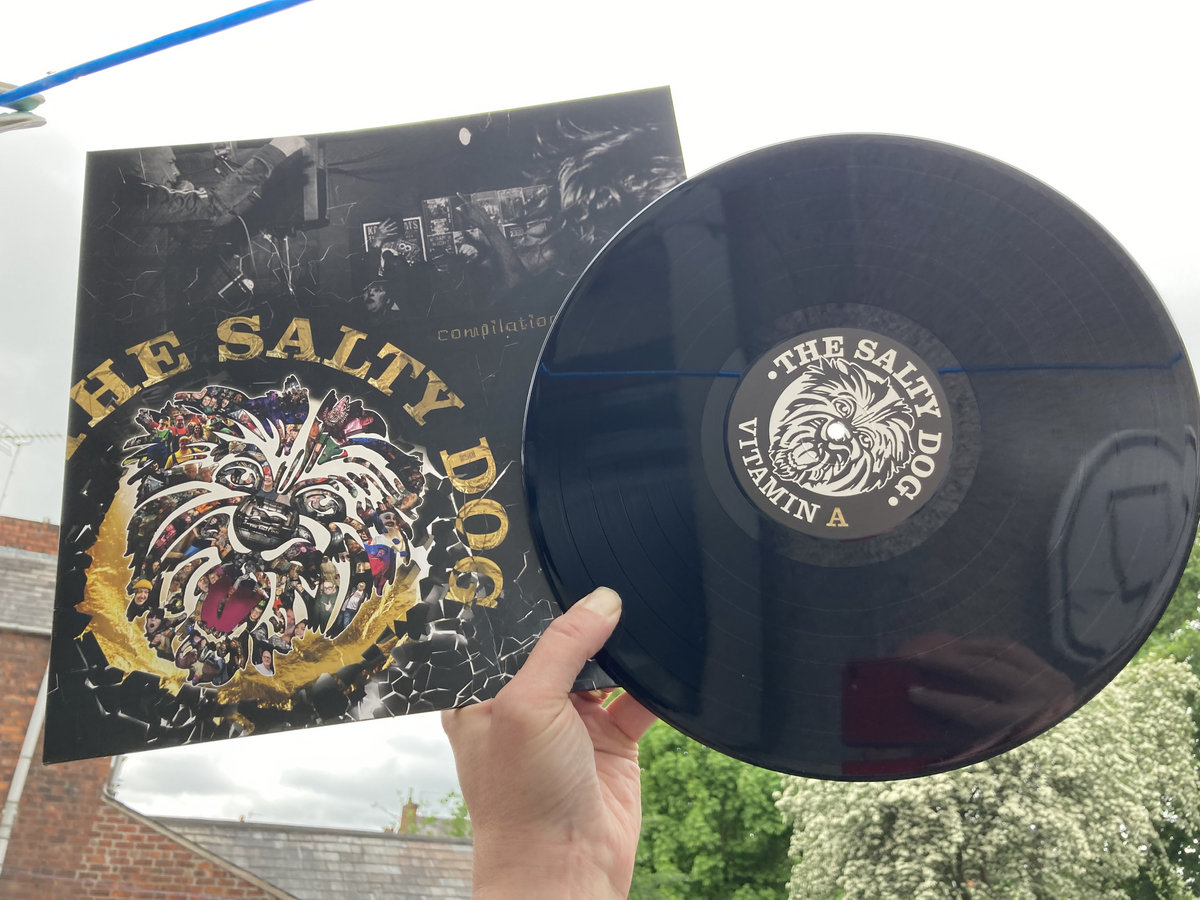 compilation
THE SALTY DOG
• THE SALTY DOG •
VITAMIN A